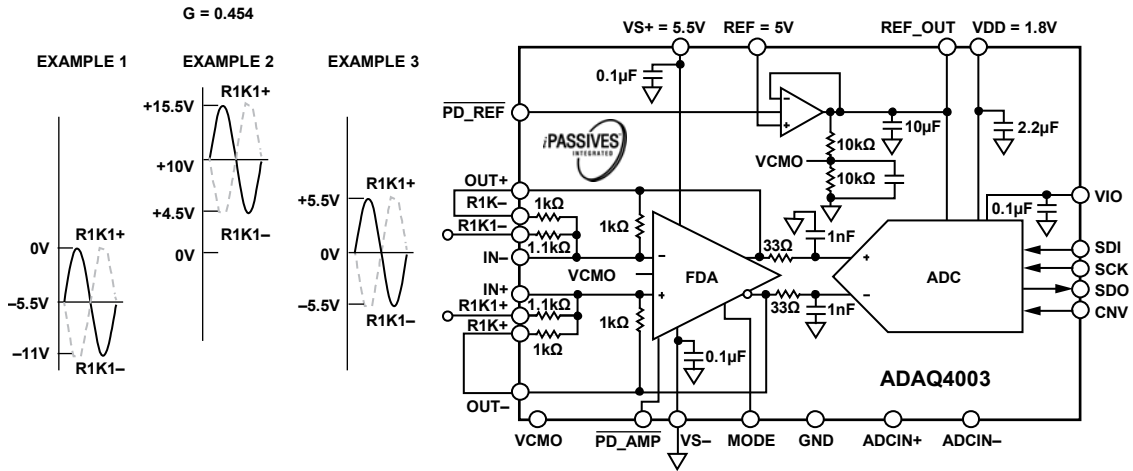 G = 0.454
EXAMPLE 1
EXAMPLE 2
EXAMPLE 3
0V
–5.5V
–11V
R1K1+
R1K1–
+15.5V
+10V
+4.5V
0V
R1K1+
R1K1–
+5.5V
0V
–5.5V
R1K1+
R1K1–
VS+ = 5.5V
REF = 5V
REF_OUT
VDD = 1.8V
0.1µF
PD_REF
iPASSIVES
INTEGRATED
10kΩ
10µF
2.2µF
VCMO
10kΩ
OUT+
R1K–
1kΩ
R1K1–
1.1kΩ
IN–
1kΩ
VCMO
IN+
R1K1+
1.1kΩ
R1K+
1kΩ
1kΩ
OUT–
FDA
–
+
–
+
33Ω
1nF
33Ω
1nF
+
–
ADC
0.1µF
0.1µF
VIO
SDI
SCK
SDO
CNV
ADAQ4003
VCMO
PD_AMP
VS–
MODE
GND
ADCIN+
ADCIN–